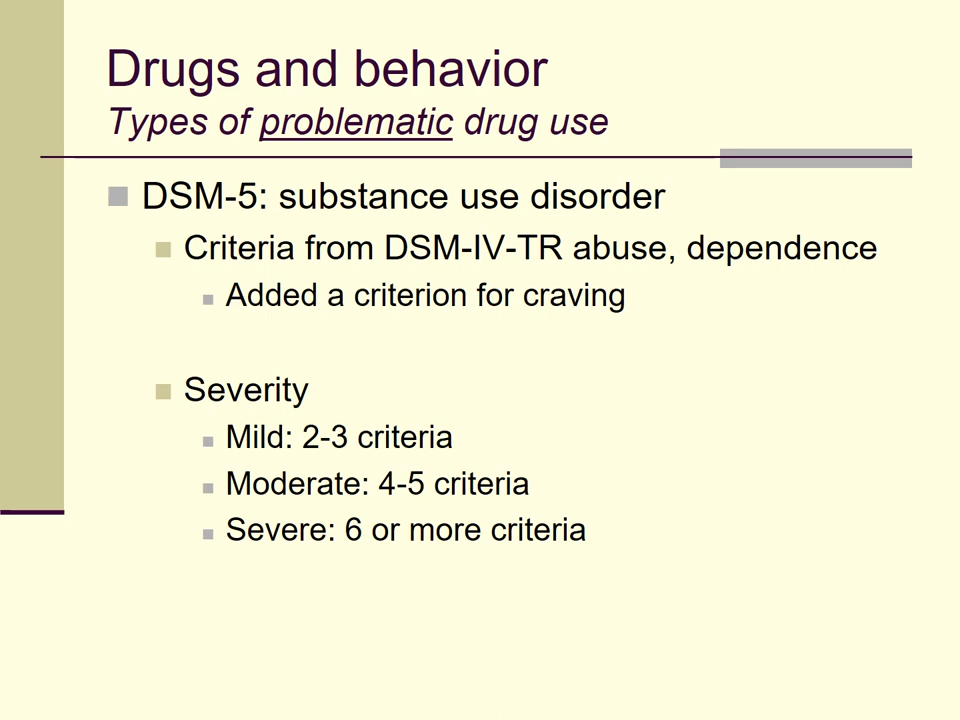 Drugs and behavior
Types of problematic drug use
DSM-5: substance use disorder
Criteria from DSM-IV-TR abuse, dependence
Added a criterion for craving
Severity
Mild: 2-3 criteria
Moderate: 4-5 criteria
Severe: 6 or more criteria